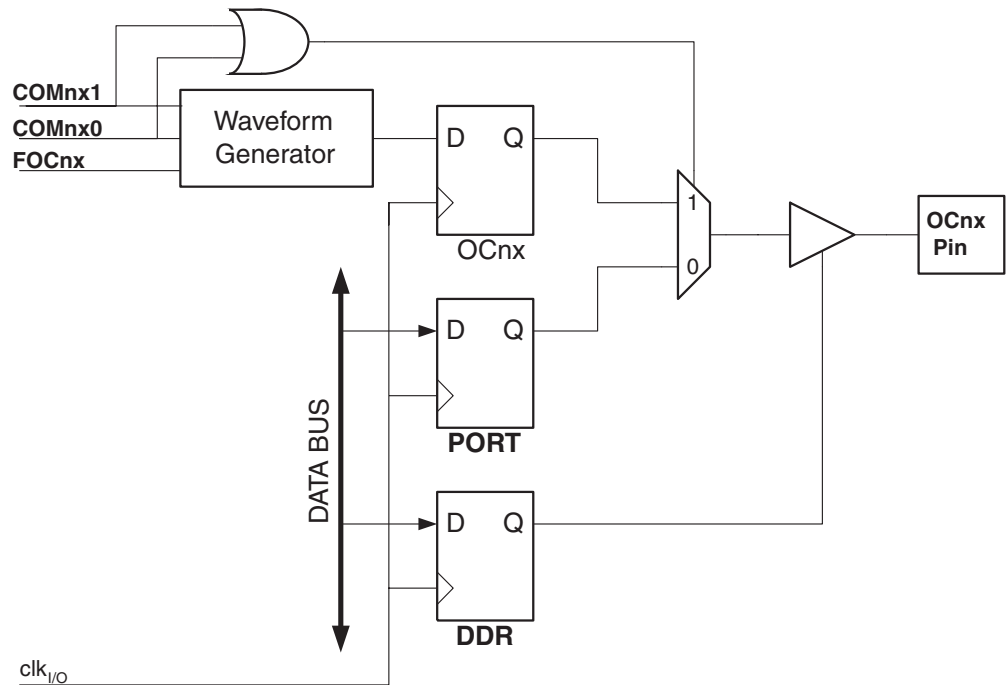 COMnx1
COMnx0
FOCnx
Waveform
Generator
D Q
OCnx
1
0
OCnx
Pin
D Q
PORT
DATA BUS
D Q
DDR
clkI/O